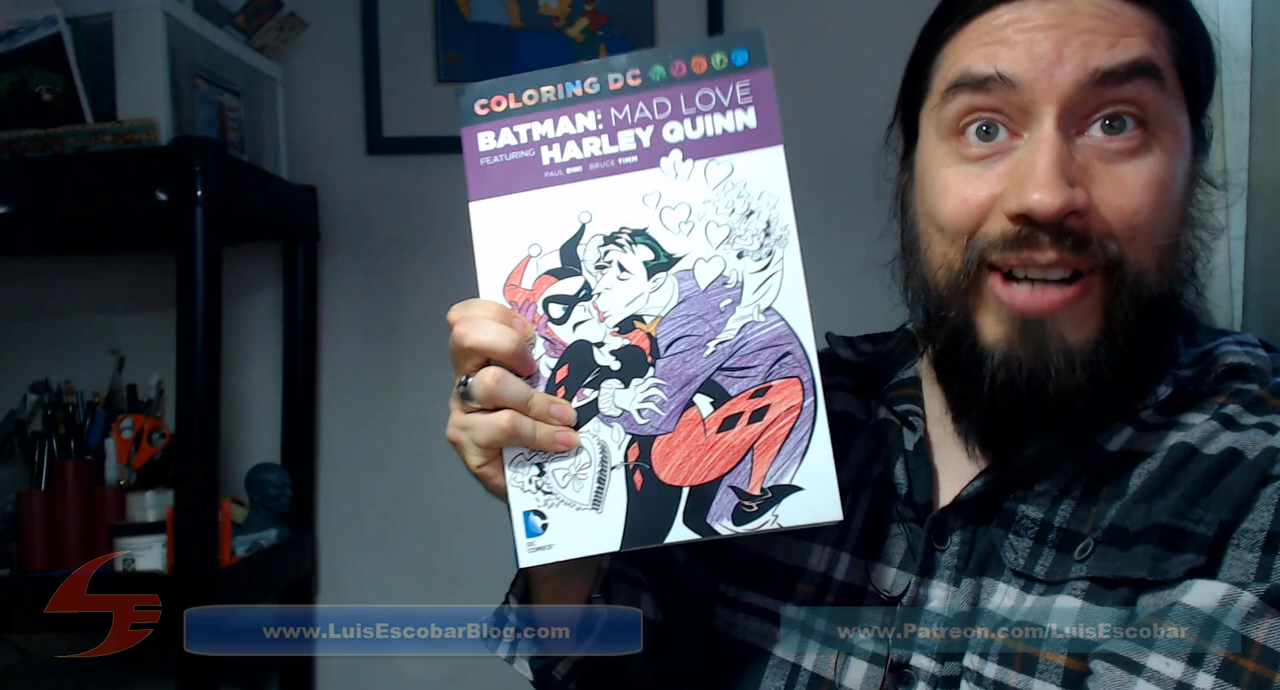 COLORING DC
BATMAN: MAD LOVE
FEATURING HARLEY QUINN
PAUL DINI BRUCE TIMM
DC
COMICS
www.LuisEscobarBlog.com
www.Patreon.com/LuisEscobar